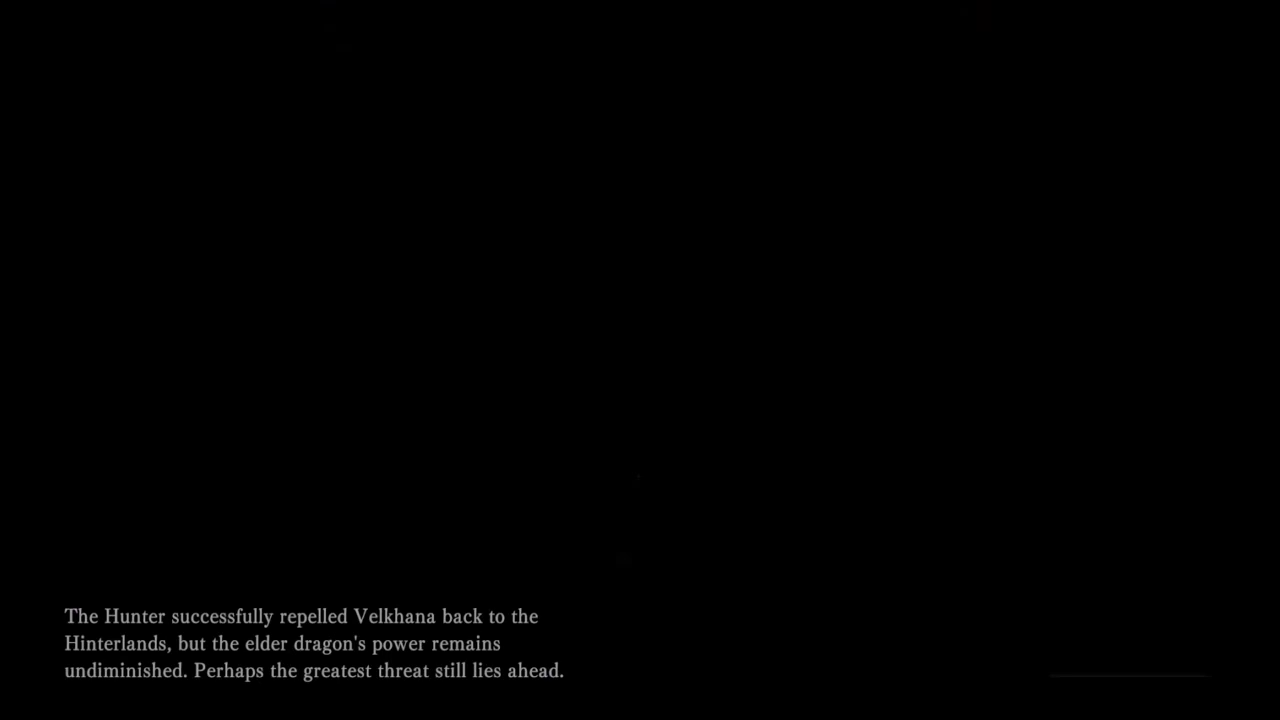 The Hunter successfully repelled Velkhana back to the
Hinterlands, but the elder dragon's power remains
undiminished. Perhaps the greatest threat still lies ahead.